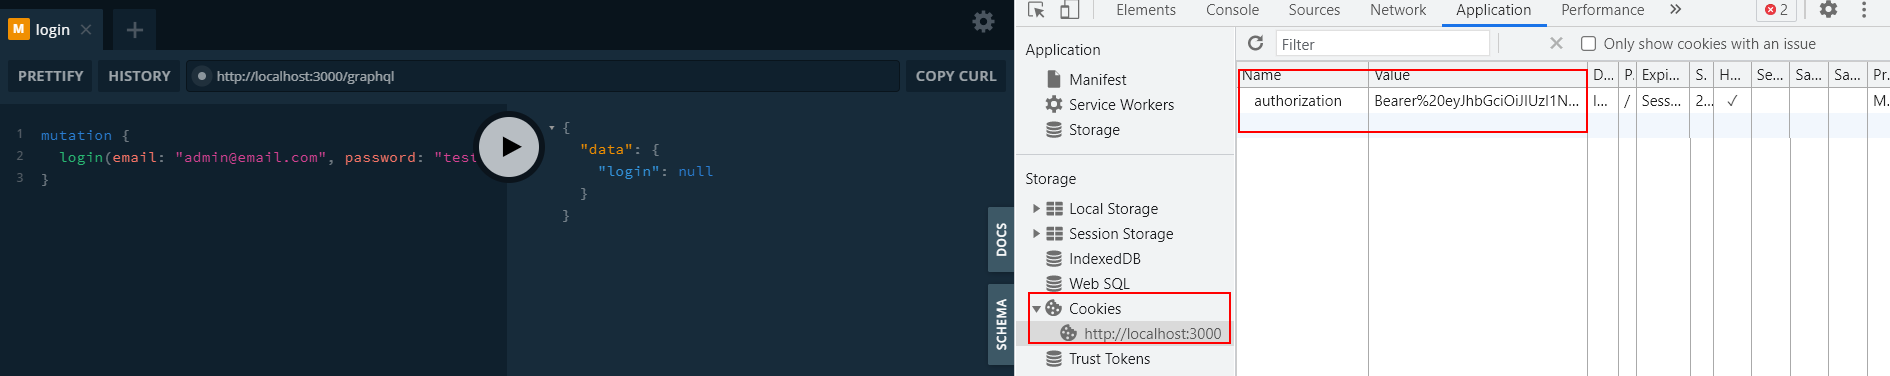 M login
PRETTIFY HISTORY http://localhost:3000/graphql COPY CURL
1 mutation {
2 login(email: "admin@email.com", password: "test
3 }
{
"data": {
"login": null
}
}
DOCS
SCHEMA
Elements Console Sources Network Application Performance 2
Application
Manifest
Service Workers
Storage
Storage
Local Storage
Session Storage
IndexedDB
Web SQL
Cookies
http://localhost:3000
Trust Tokens
Filter Only show cookies with an issue
Name Value D... P. Expi... S. H... Se... Sa... Sa... Pr.
authorization Bearer%20eyJhbGciOiJIUzI1N... l... / Sess... 2... ✓ M.